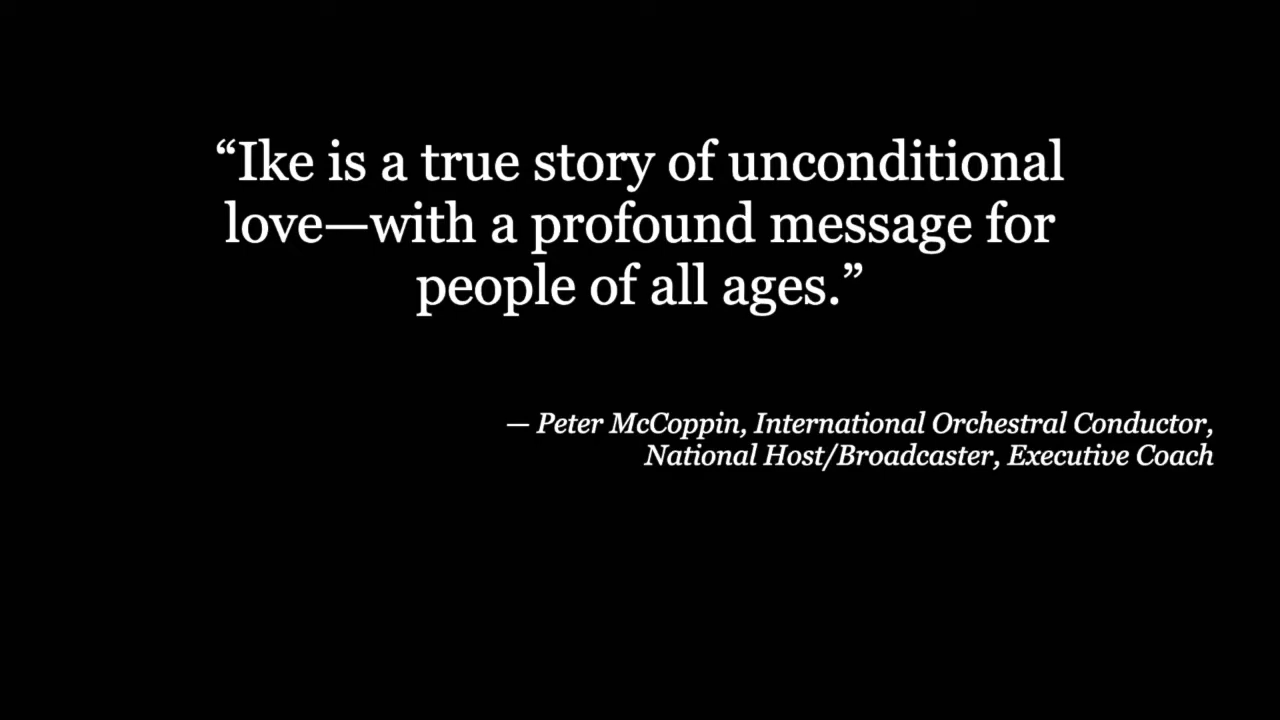 “Ike is a true story of unconditional
love—with a profound message for
people of all ages.”
— Peter McCoppin, International Orchestral Conductor,
National Host/Broadcaster, Executive Coach